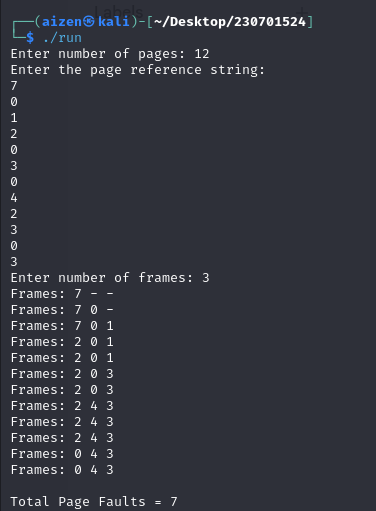 Labels
┌──(aizen㉿kali)-[~/Desktop/230701524]
└─$ ./run
Enter number of pages: 12
Enter the page reference string:
7
0
1
2
0
3
0
4
2
3
0
3
Enter number of frames: 3
Frames: 7 - -
Frames: 7 0 -
Frames: 7 0 1
Frames: 2 0 1
Frames: 2 0 1
Frames: 2 0 3
Frames: 2 0 3
Frames: 2 4 3
Frames: 2 4 3
Frames: 2 4 3
Frames: 0 4 3
Frames: 0 4 3
Total Page Faults = 7